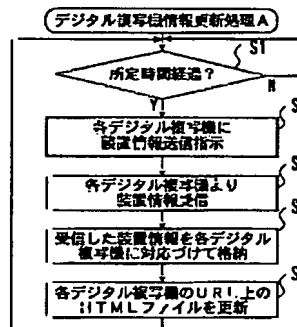 デジタル複写機情報更新処理A
S1
所定時間経過?
N
Y
S
各デジタル複写機に
装置情報送信指示
S
各デジタル複写機より
装置情報受信
S
受信した装置情報を各デジタル
複写機に対応づけて格納
S
各デジタル複写機のURL上の
HTMLファイルを更新